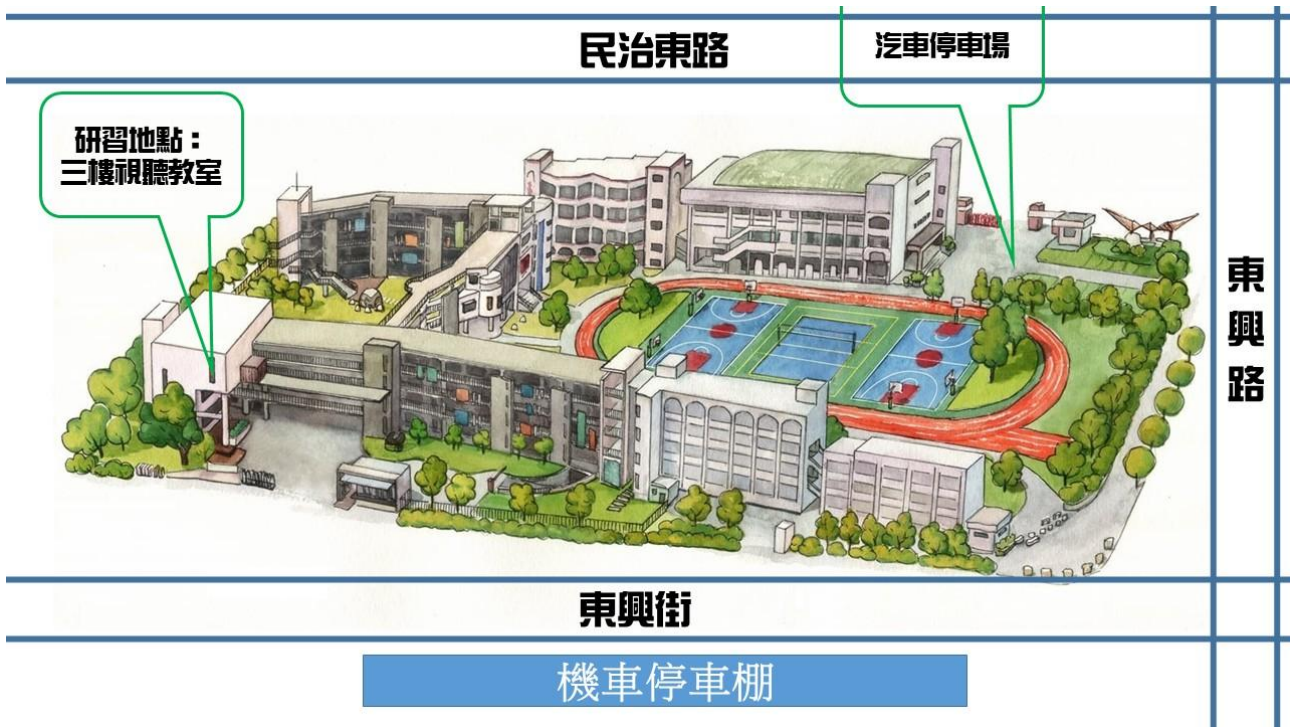 民治東路
汽車停車場
研習地點：
三樓視聽教室
東興路
東興街
機車停車棚